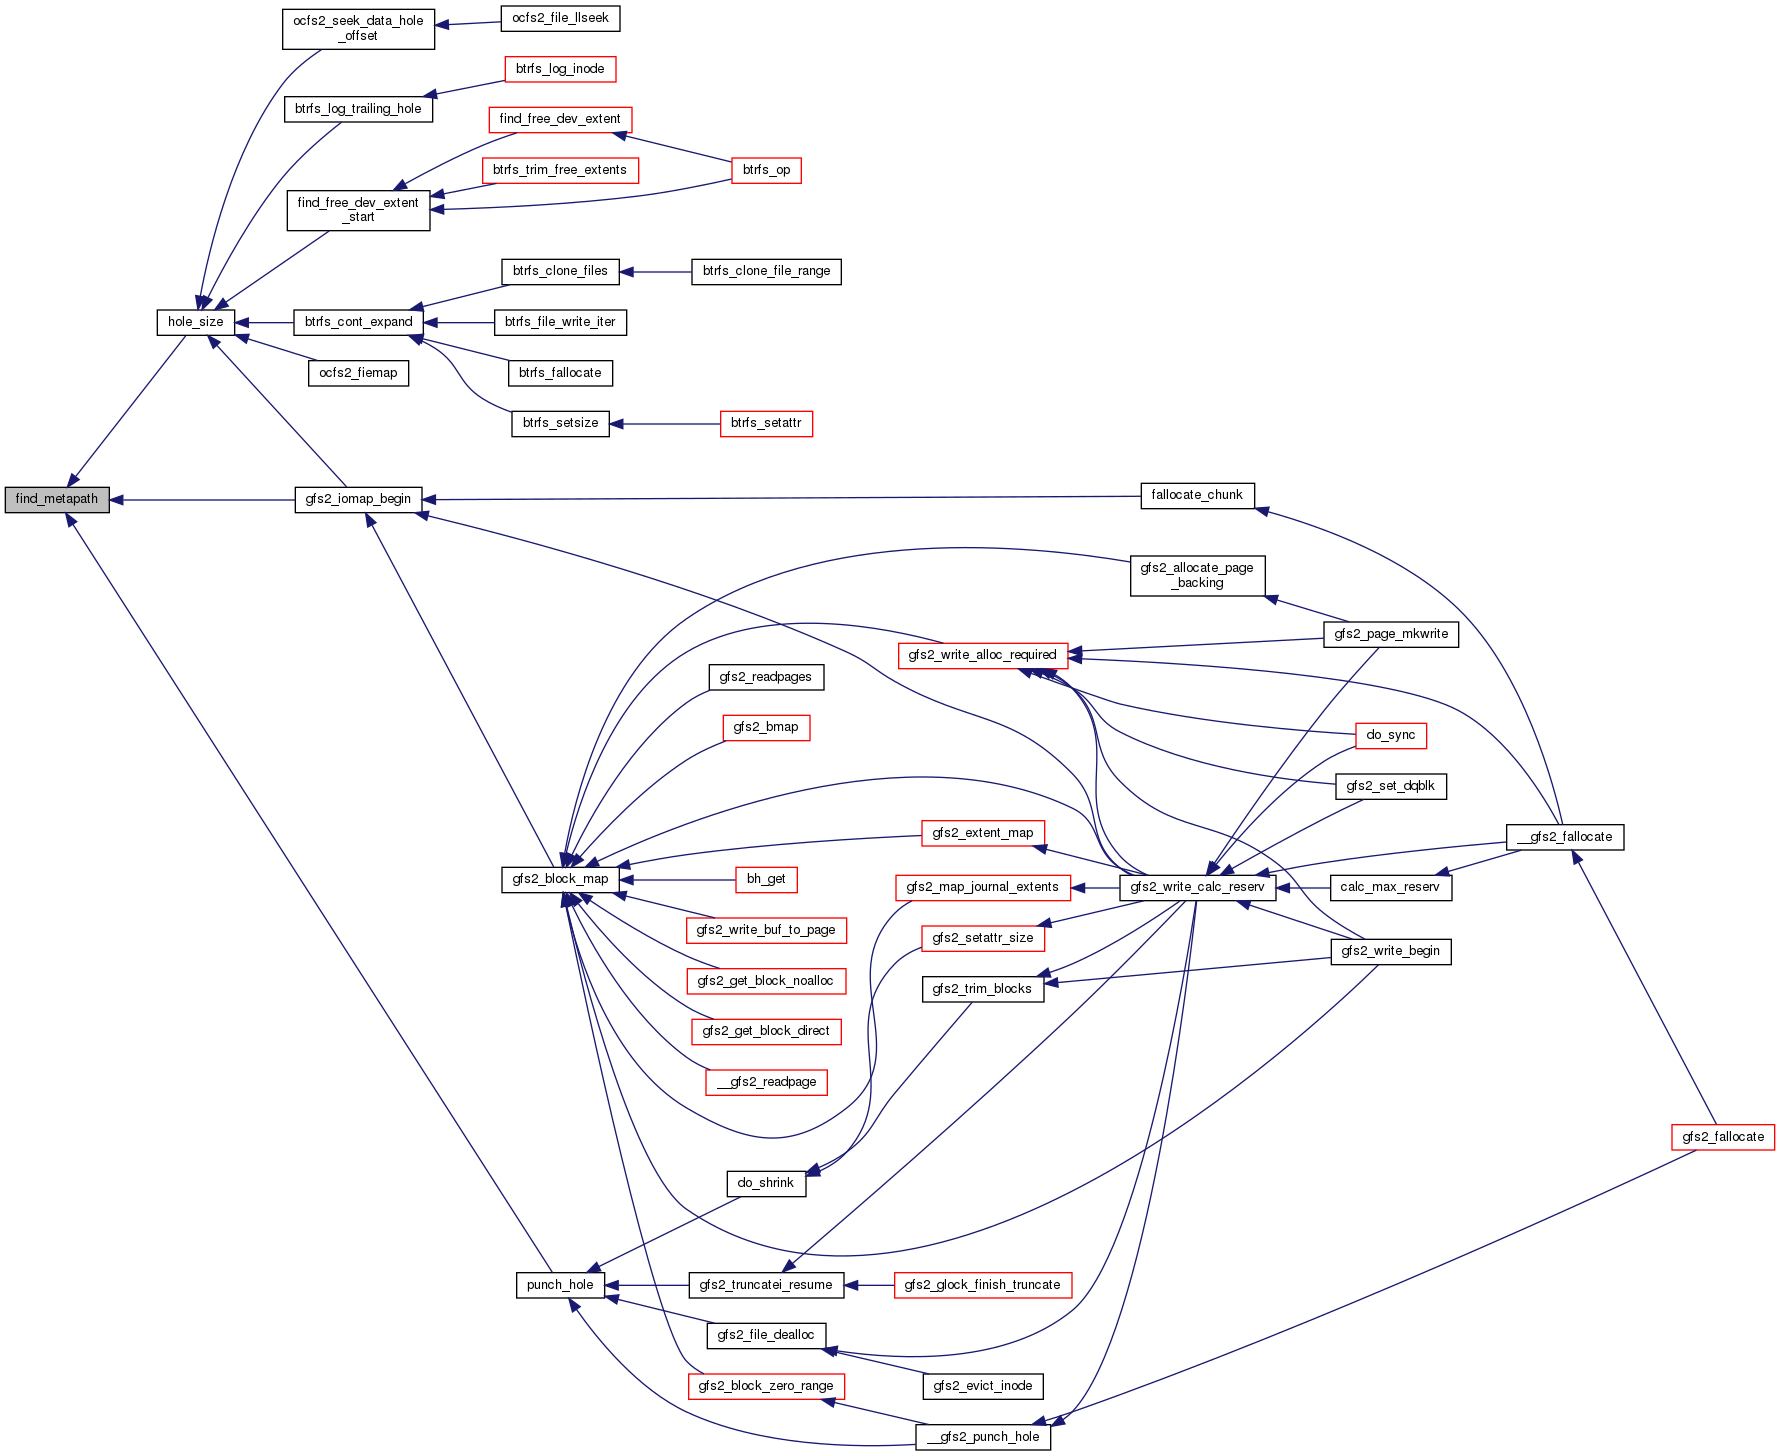 ocfs2_seek_data_hole
_offset
ocfs2_file_llseek
btrfs_log_inode
btrfs_log_trailing_hole
find_free_dev_extent
btrfs_trim_free_extents
btrfs_op
find_free_dev_extent
_start
btrfs_clone_files
btrfs_clone_file_range
hole_size
btrfs_cont_expand
btrfs_file_write_iter
ocfs2_fiemap
btrfs_fallocate
btrfs_setsize
btrfs_setattr
find_metapath
gfs2_iomap_begin
fallocate_chunk
gfs2_allocate_page
_backing
gfs2_page_mkwrite
gfs2_write_alloc_required
gfs2_readpages
gfs2_bmap
do_sync
gfs2_set_dqblk
gfs2_extent_map
__gfs2_fallocate
gfs2_block_map
bh_get
gfs2_map_journal_extents
gfs2_write_calc_reserv
calc_max_reserv
gfs2_write_buf_to_page
gfs2_setattr_size
gfs2_write_begin
gfs2_get_block_noalloc
gfs2_trim_blocks
gfs2_get_block_direct
__gfs2_readpage
gfs2_fallocate
do_shrink
punch_hole
gfs2_truncatei_resume
gfs2_glock_finish_truncate
gfs2_file_dealloc
gfs2_block_zero_range
gfs2_evict_inode
__gfs2_punch_hole